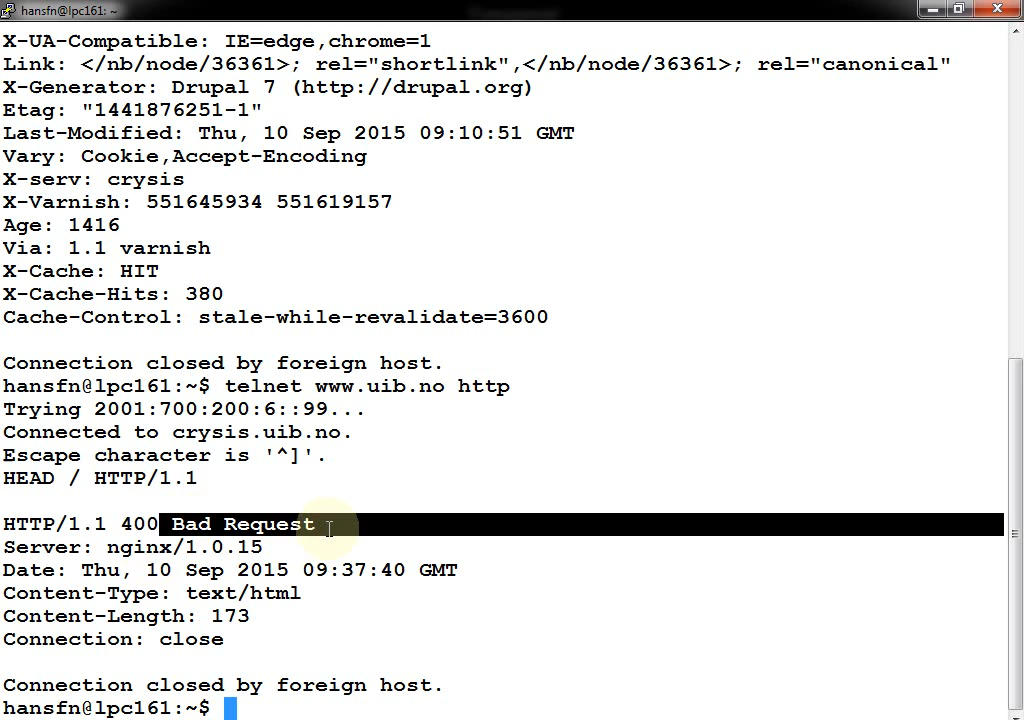 hansfn@lpc161: ~
X-UA-Compatible: IE=edge,chrome=1
Link: </nb/node/36361>; rel="shortlink",</nb/node/36361>; rel="canonical"
X-Generator: Drupal 7 (http://drupal.org)
Etag: "1441876251-1"
Last-Modified: Thu, 10 Sep 2015 09:10:51 GMT
Vary: Cookie,Accept-Encoding
X-serv: crysis
X-Varnish: 551645934 551619157
Age: 1416
Via: 1.1 varnish
X-Cache: HIT
X-Cache-Hits: 380
Cache-Control: stale-while-revalidate=3600
Connection closed by foreign host.
hansfn@lpc161:~$ telnet www.uib.no http
Trying 2001:700:200:6::99...
Connected to crysis.uib.no.
Escape character is '^]'.
HEAD / HTTP/1.1
HTTP/1.1 400 Bad Request
Server: nginx/1.0.15
Date: Thu, 10 Sep 2015 09:37:40 GMT
Content-Type: text/html
Content-Length: 173
Connection: close
Connection closed by foreign host.
hansfn@lpc161:~$